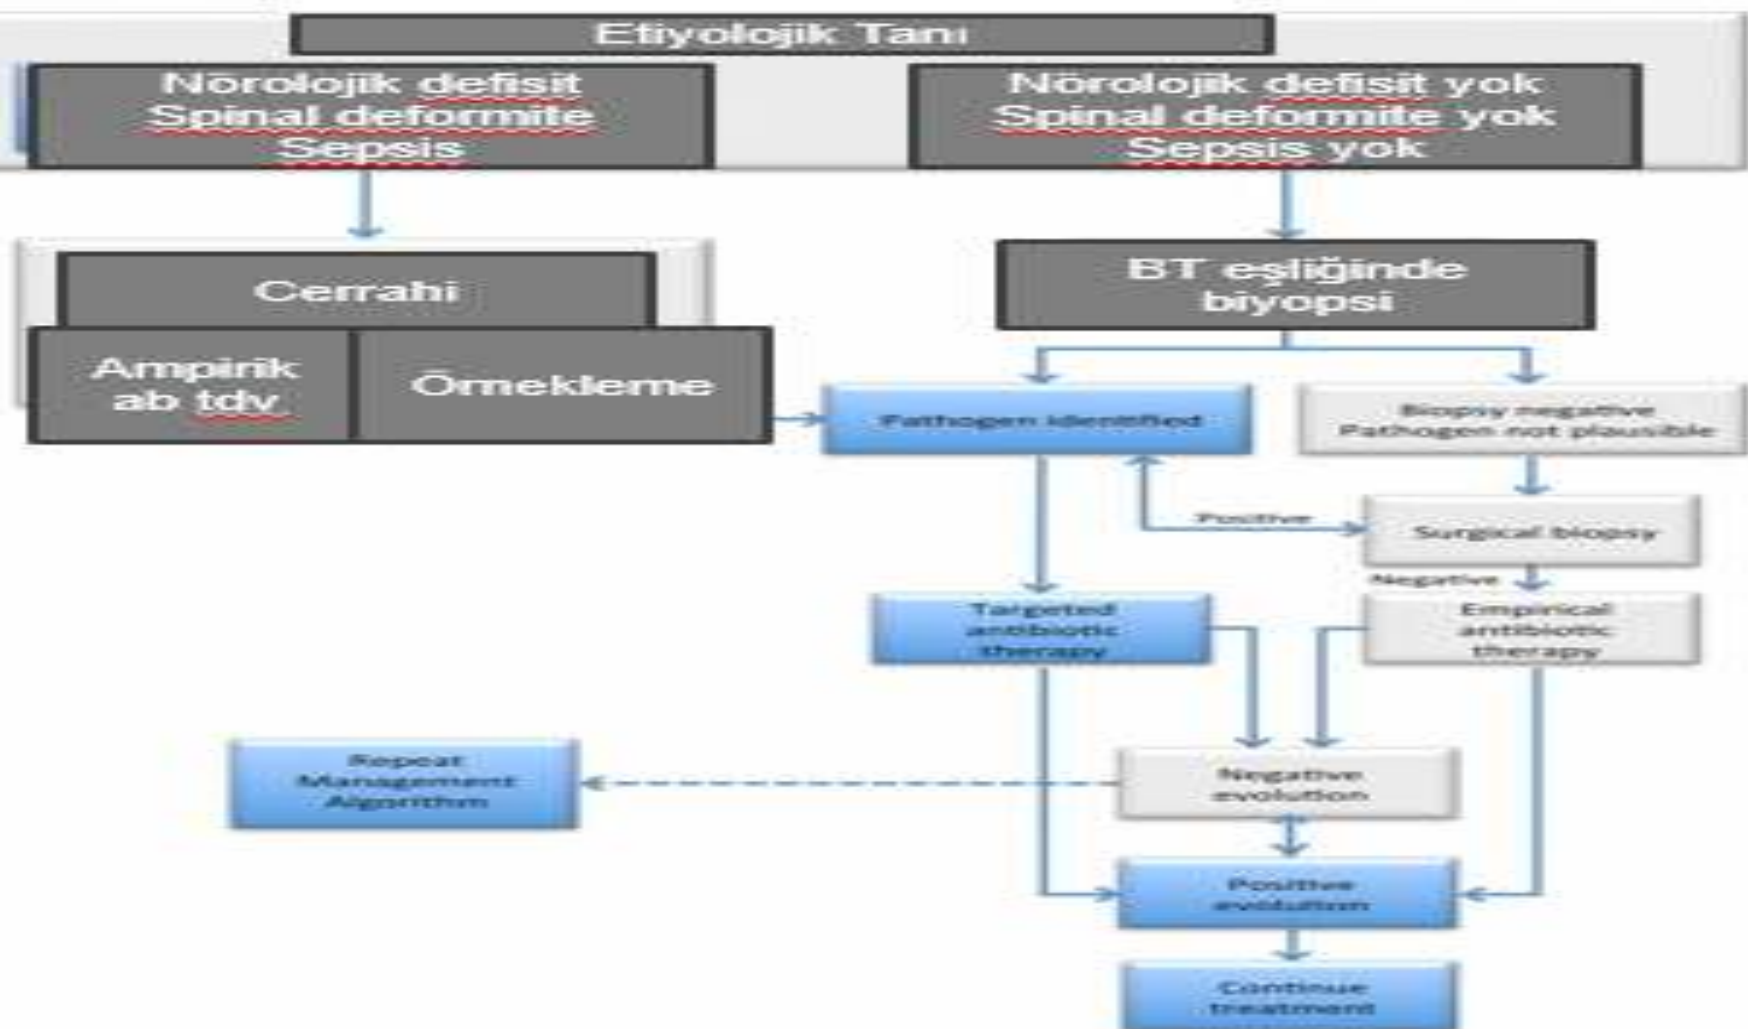 Etiyolojik Tanı
Nörolojik defisit
Spinal deformite
Sepsis
Nörolojik defisit yok
Spinal deformite yok
Sepsis yok
Cerrahi
Ampirik
ab tdv
Örnekleme
BT eşliğinde
biyopsi
Pathogen identified
Biopsy negative
Pathogen not plausible
Positive
Surgical biopsy
Negative
Targeted
antibiotic
therapy
Empirical
antibiotic
therapy
Repeat
Management
Algorithm
Negative
evolution
Positive
evolution
Continue
treatment